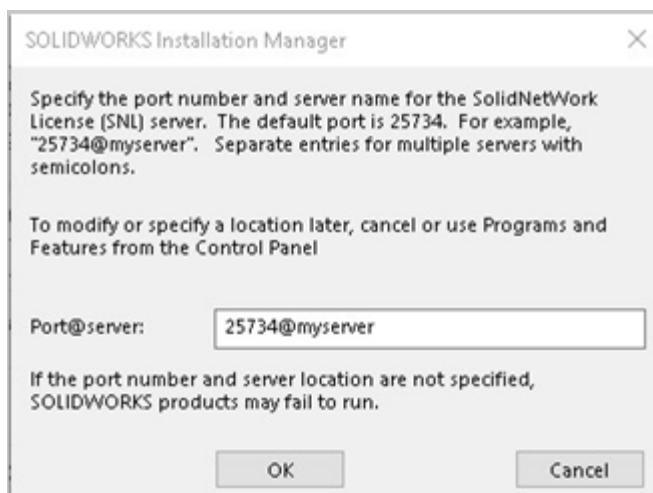 SOLIDWORKS Installation Manager
Specify the port number and server name for the SolidNetWork
License (SNL) server. The default port is 25734. For example,
"25734@myserver". Separate entries for multiple servers with
semicolons.
To modify or specify a location later, cancel or use Programs and
Features from the Control Panel
Port@server: 25734@myserver
If the port number and server location are not specified,
SOLIDWORKS products may fail to run.
OK Cancel